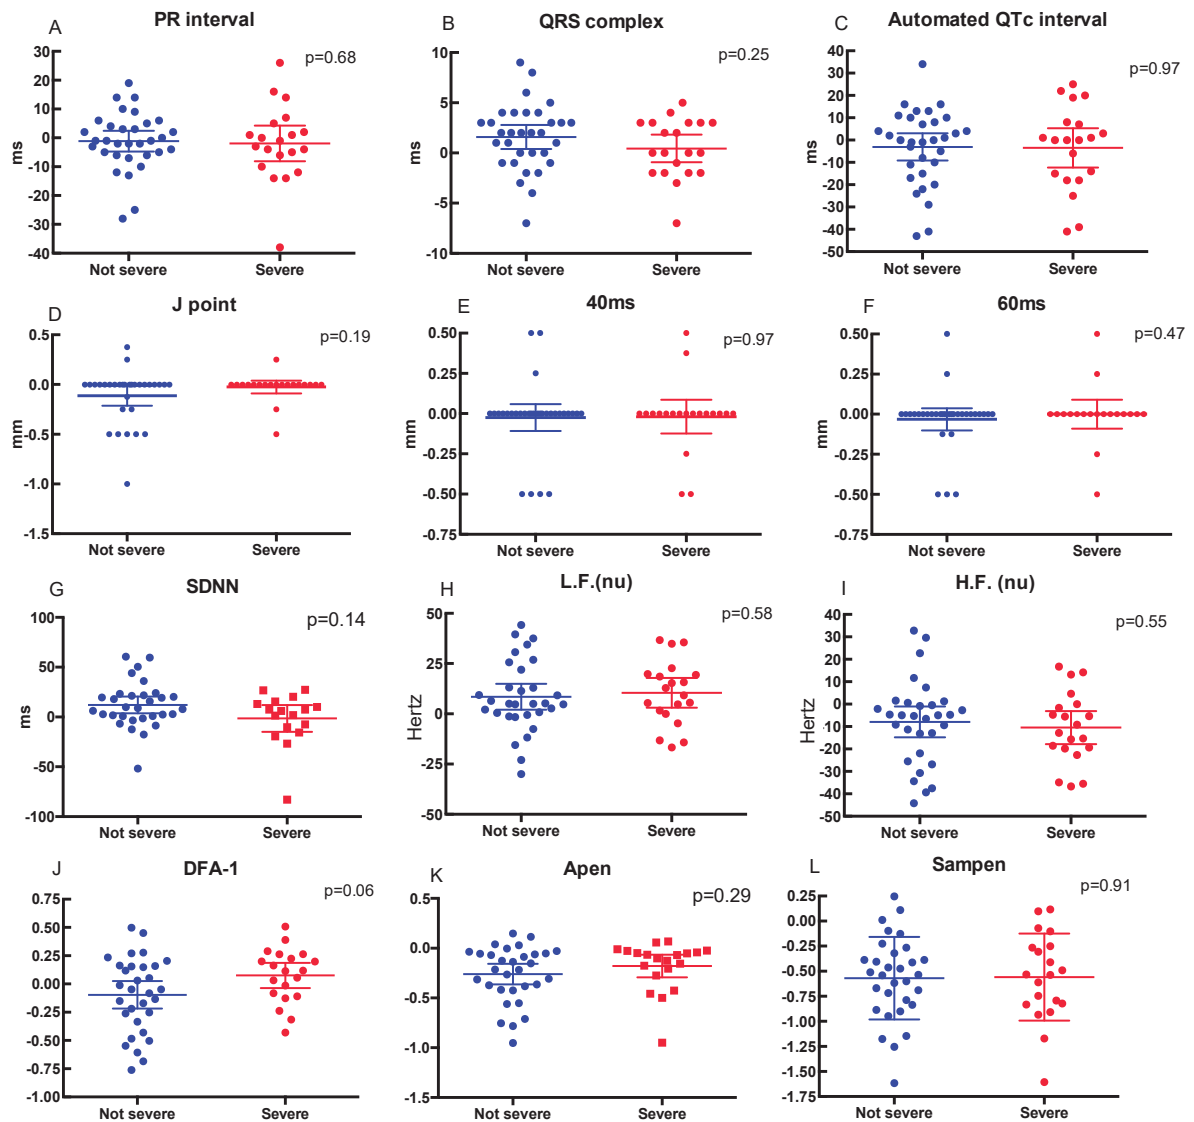 A PR interval
p=0.68
30
20
10
0
-10
-20
-30
-40
ms
Not severe Severe
B QRS complex
p=0.25
10
5
0
-5
-10
ms
Not severe Severe
C Automated QTc interval
p=0.97
40
30
20
10
0
-10
-20
-30
-40
-50
ms
Not severe Severe
D J point
p=0.19
0.5
0.0
-0.5
-1.0
-1.5
mm
Not severe Severe
E 40ms
p=0.97
0.50
0.25
0.00
-0.25
-0.50
-0.75
mm
Not severe Severe
F 60ms
p=0.47
0.50
0.25
0.00
-0.25
-0.50
-0.75
mm
Not severe Severe
G SDNN
p=0.14
100
50
0
-50
-100
ms
Not severe Severe
H L.F.(nu)
p=0.58
50
25
0
-25
-50
Hertz
Not severe Severe
I H.F. (nu)
p=0.55
40
30
20
10
0
-10
-20
-30
-40
-50
Hertz
Not severe Severe
J DFA-1
p=0.06
0.75
0.50
0.25
0.00
-0.25
-0.50
-0.75
-1.00
Not severe Severe
K Apen
p=0.29
0.5
0.0
-0.5
-1.0
-1.5
Not severe Severe
L Sampen
p=0.91
0.25
0.00
-0.25
-0.50
-0.75
-1.00
-1.25
-1.50
-1.75
Not severe Severe